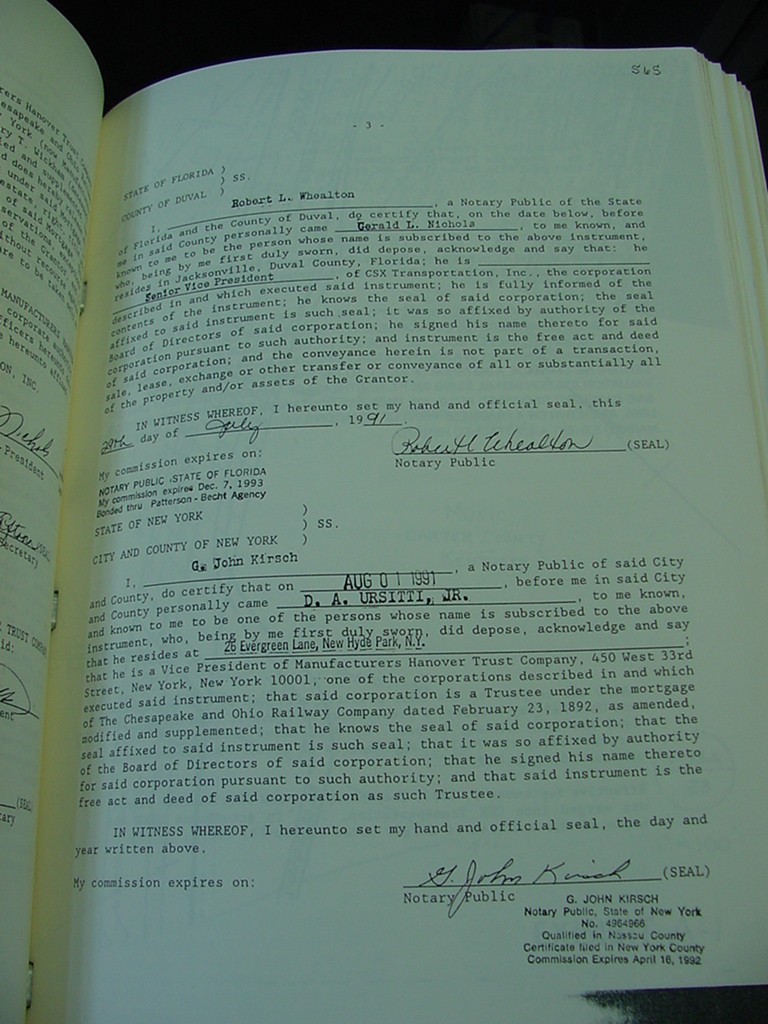 565
- 3 -
STATE OF FLORIDA )
) SS.
COUNTY OF DUVAL )
I, Robert L. Whealton, a Notary Public of the State
of Florida and the County of Duval, do certify that, on the date below, before
me in said County personally came Gerald L. Nichols, to me known, and
known to me to be the person whose name is subscribed to the above instrument,
who, being by me first duly sworn, did depose, acknowledge and say that: he
resides in Jacksonville, Duval County, Florida; he is
Senior Vice President, of CSX Transportation, Inc., the corporation
described in and which executed said instrument; he is fully informed of the
contents of the instrument; he knows the seal of said corporation; the seal
affixed to said instrument is such seal; it was so affixed by authority of the
Board of Directors of said corporation; he signed his name thereto for said
corporation pursuant to such authority; and instrument is the free act and deed
of said corporation; and the conveyance herein is not part of a transaction,
sale, lease, exchange or other transfer or conveyance of all or substantially all
of the property and/or assets of the Grantor.
IN WITNESS WHEREOF, I hereunto set my hand and official seal, this
29th day of July, 1991.
Robert L Whealton (SEAL)
Notary Public
My commission expires on:
NOTARY PUBLIC STATE OF FLORIDA
My commission expires Dec. 7, 1993
Bonded thru Patterson - Becht Agency
STATE OF NEW YORK )
) SS.
CITY AND COUNTY OF NEW YORK )
I, G. John Kirsch, a Notary Public of said City
and County, do certify that on AUG 01 1991, before me in said City
and County personally came D. A. URSITTI, JR., to me known,
and known to me to be one of the persons whose name is subscribed to the above
instrument, who, being by me first duly sworn, did depose, acknowledge and say
that he resides at 26 Evergreen Lane, New Hyde Park, N.Y.;
that he is a Vice President of Manufacturers Hanover Trust Company, 450 West 33rd
Street, New York, New York 10001, one of the corporations described in and which
executed said instrument; that said corporation is a Trustee under the mortgage
of The Chesapeake and Ohio Railway Company dated February 23, 1892, as amended,
modified and supplemented; that he knows the seal of said corporation; that the
seal affixed to said instrument is such seal; that it was so affixed by authority
of the Board of Directors of said corporation; that he signed his name thereto
for said corporation pursuant to such authority; and that said instrument is the
free act and deed of said corporation as such Trustee.
IN WITNESS WHEREOF, I hereunto set my hand and official seal, the day and
year written above.
My commission expires on:
G. John Kirsch (SEAL)
Notary Public
G. JOHN KIRSCH
Notary Public, State of New York
No. 4964966
Qualified in Nassau County
Certificate filed in New York County
Commission Expires April 16, 1992